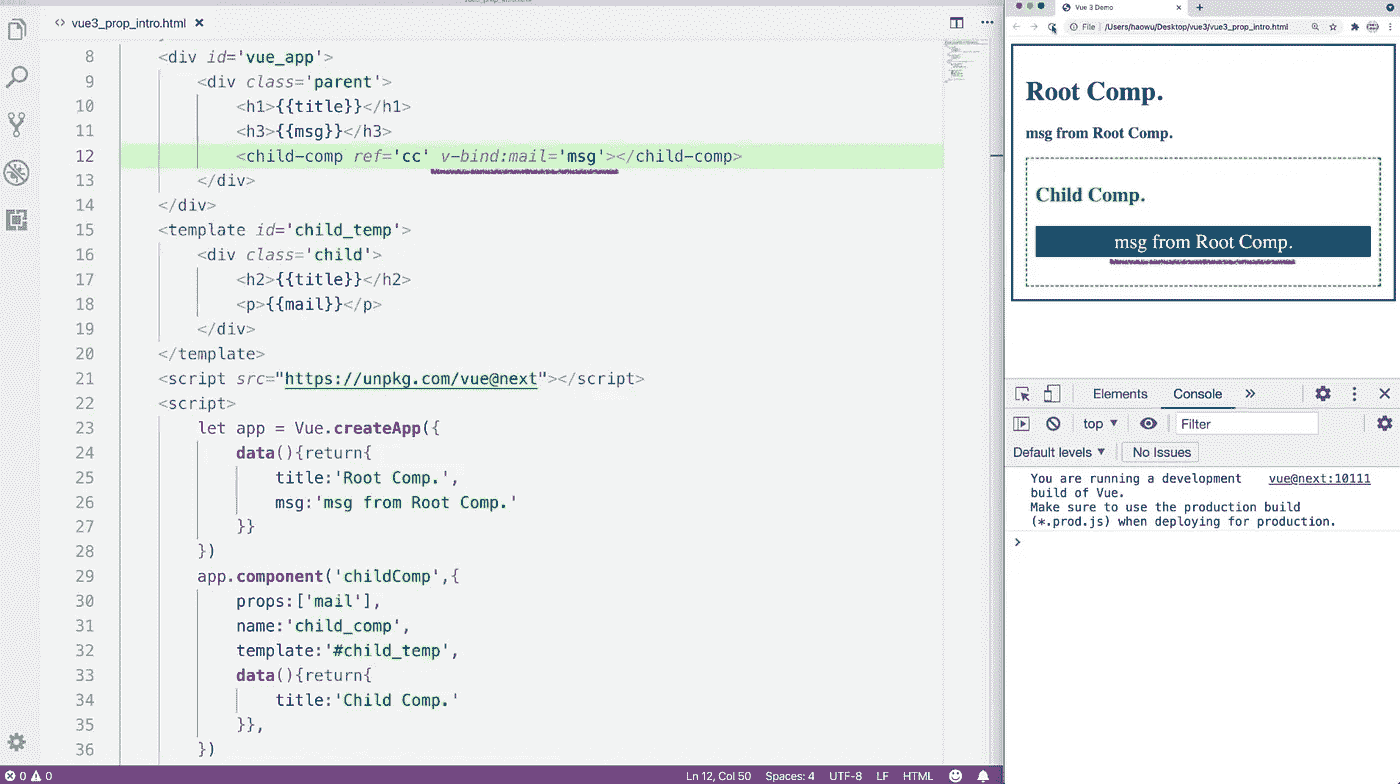 vue3_prop_intro.html
8 <div id='vue_app'>
9 <div class='parent'>
10 <h1>{{title}}</h1>
11 <h3>{{msg}}</h3>
12 <child-comp ref='cc' v-bind:mail='msg'></child-comp>
13 </div>
14 </div>
15 <template id='child_temp'>
16 <div class='child'>
17 <h2>{{title}}</h2>
18 <p>{{mail}}</p>
19 </div>
20 </template>
21 <script src="https://unpkg.com/vue@next"></script>
22 <script>
23 let app = Vue.createApp({
24 data(){return{
25 title:'Root Comp.',
26 msg:'msg from Root Comp.'
27 }}
28 })
29 app.component('childComp',{
30 props:['mail'],
31 name:'child_comp',
32 template:'#child_temp',
33 data(){return{
34 title:'Child Comp.'
35 }},
36 })
0 0 Ln 12, Col 50 Spaces: 4 UTF-8 LF HTML
Vue 3 Demo
File /Users/haowu/Desktop/vue3/vue3_prop_intro.html
Root Comp.
msg from Root Comp.
Child Comp.
msg from Root Comp.
Elements Console
top Filter
Default levels No Issues
You are running a development vue@next:10111
build of Vue.
Make sure to use the production build
(*.prod.js) when deploying for production.